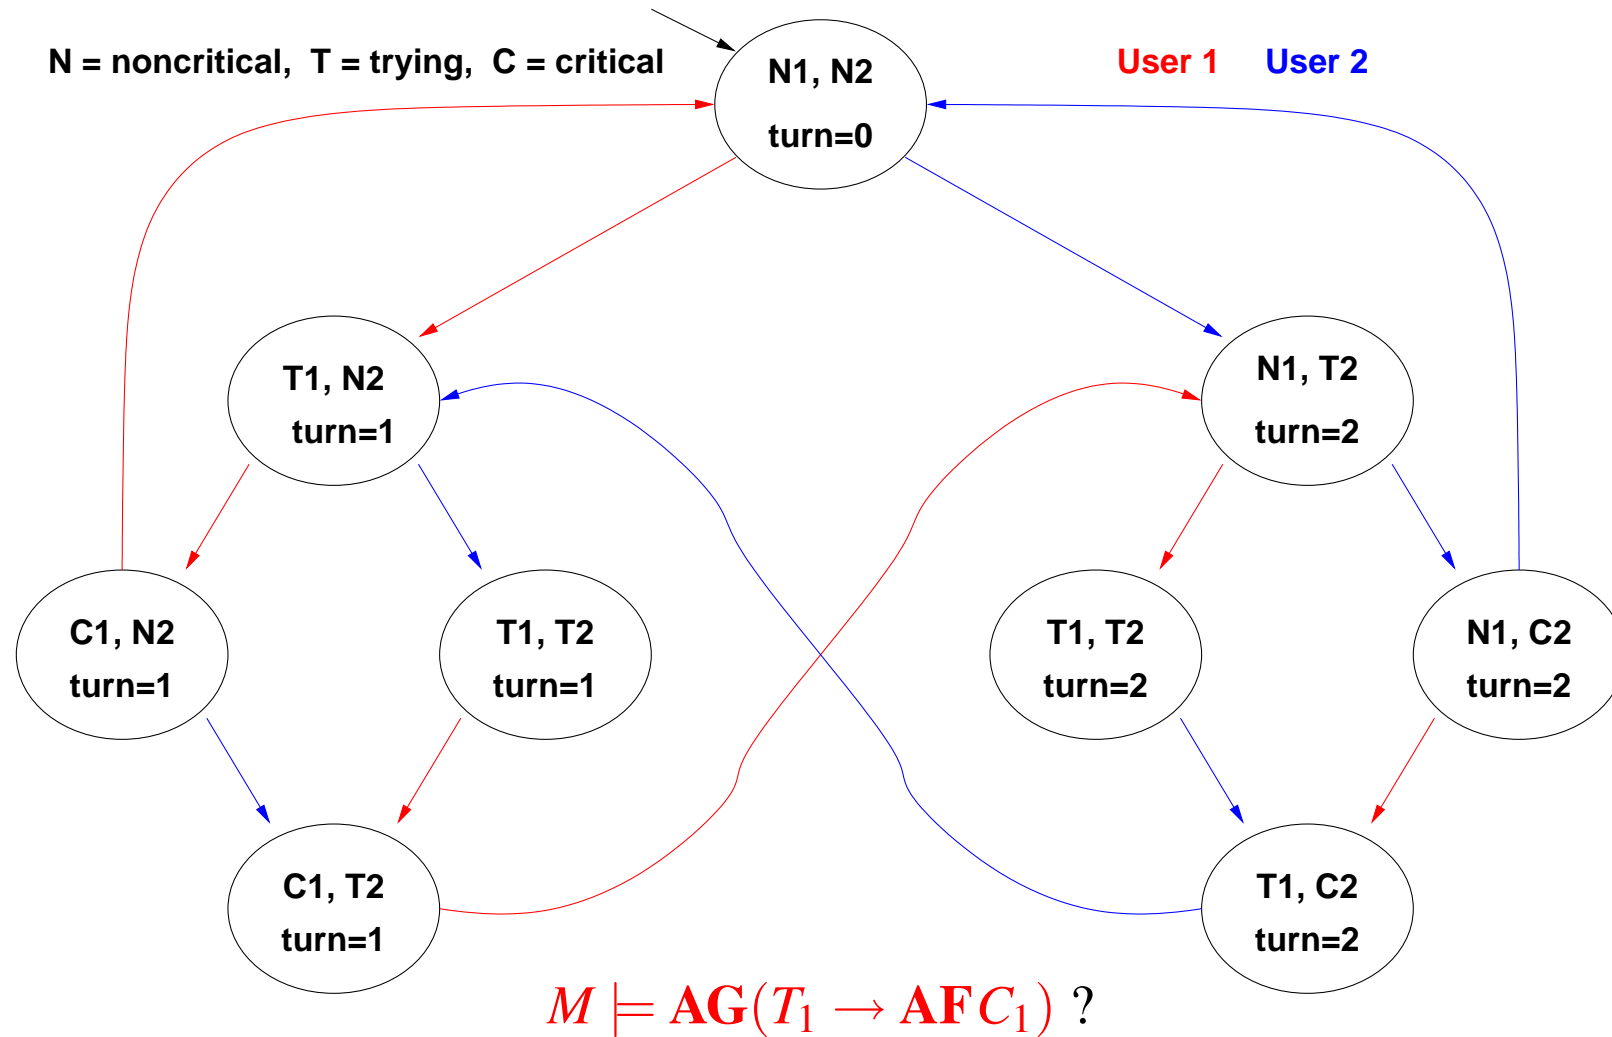 N = noncritical, T = trying, C = critical
User 1 User 2
N1, N2
turn=0
T1, N2
turn=1
N1, T2
turn=2
C1, N2
turn=1
T1, T2
turn=1
T1, T2
turn=2
N1, C2
turn=2
C1, T2
turn=1
T1, C2
turn=2
M |= AG(T₁ → AF C₁) ?